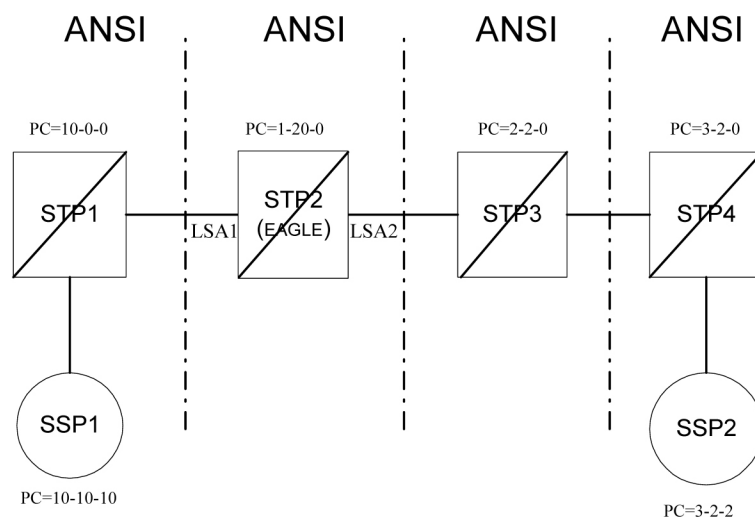 ANSI ANSI ANSI ANSI
PC=10-0-0 PC=1-20-0 PC=2-2-0 PC=3-2-0
STP1 STP2 STP3 STP4
(EAGLE)
LSA1 LSA2
SSP1 SSP2
PC=10-10-10 PC=3-2-2